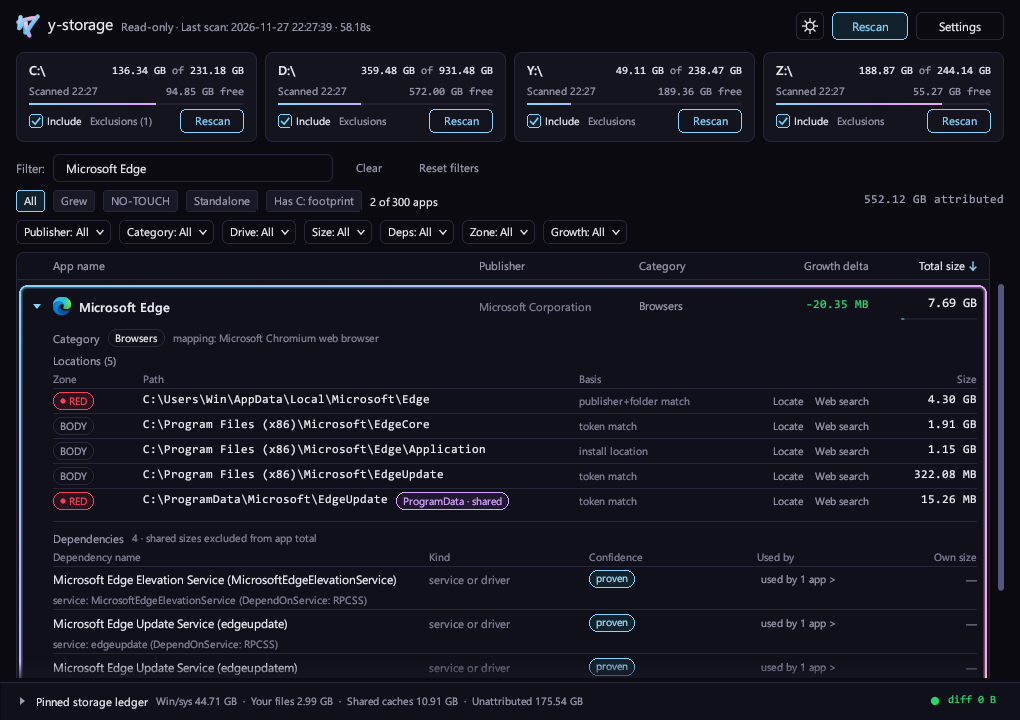 y-storage Read-only · Last scan: 2026-11-27 22:27:39 · 58.18s Rescan Settings
C:\ 136.34 GB of 231.18 GB
Scanned 22:27 94.85 GB free
Include Exclusions (1) Rescan
D:\ 359.48 GB of 931.48 GB
Scanned 22:27 572.00 GB free
Include Exclusions Rescan
Y:\ 49.11 GB of 238.47 GB
Scanned 22:27 189.36 GB free
Include Exclusions Rescan
Z:\ 188.87 GB of 244.14 GB
Scanned 22:27 55.27 GB free
Include Exclusions Rescan
Filter: Microsoft Edge Clear Reset filters
All Grew NO-TOUCH Standalone Has C: footprint 2 of 300 apps 552.12 GB attributed
Publisher: All Category: All Drive: All Size: All Deps: All Zone: All Growth: All
App name Publisher Category Growth delta Total size ↓
Microsoft Edge Microsoft Corporation Browsers -20.35 MB 7.69 GB
Category Browsers mapping: Microsoft Chromium web browser
Locations (5)
Zone Path Basis Size
RED C:\Users\Win\AppData\Local\Microsoft\Edge publisher+folder match Locate Web search 4.30 GB
BODY C:\Program Files (x86)\Microsoft\EdgeCore token match Locate Web search 1.91 GB
BODY C:\Program Files (x86)\Microsoft\Edge\Application install location Locate Web search 1.15 GB
BODY C:\Program Files (x86)\Microsoft\EdgeUpdate token match Locate Web search 322.08 MB
RED C:\ProgramData\Microsoft\EdgeUpdate ProgramData · shared token match Locate Web search 15.26 MB
Dependencies 4 · shared sizes excluded from app total
Dependency name Kind Confidence Used by Own size
Microsoft Edge Elevation Service (MicrosoftEdgeElevationService) service or driver proven used by 1 app > —
service: MicrosoftEdgeElevationService (DependOnService: RPCSS)
Microsoft Edge Update Service (edgeupdate) service or driver proven used by 1 app > —
service: edgeupdate (DependOnService: RPCSS)
Microsoft Edge Update Service (edgeupdatem) service or driver proven used by 1 app > —
Pinned storage ledger Win/sys 44.71 GB · Your files 2.99 GB · Shared caches 10.91 GB · Unattributed 175.54 GB diff 0 B